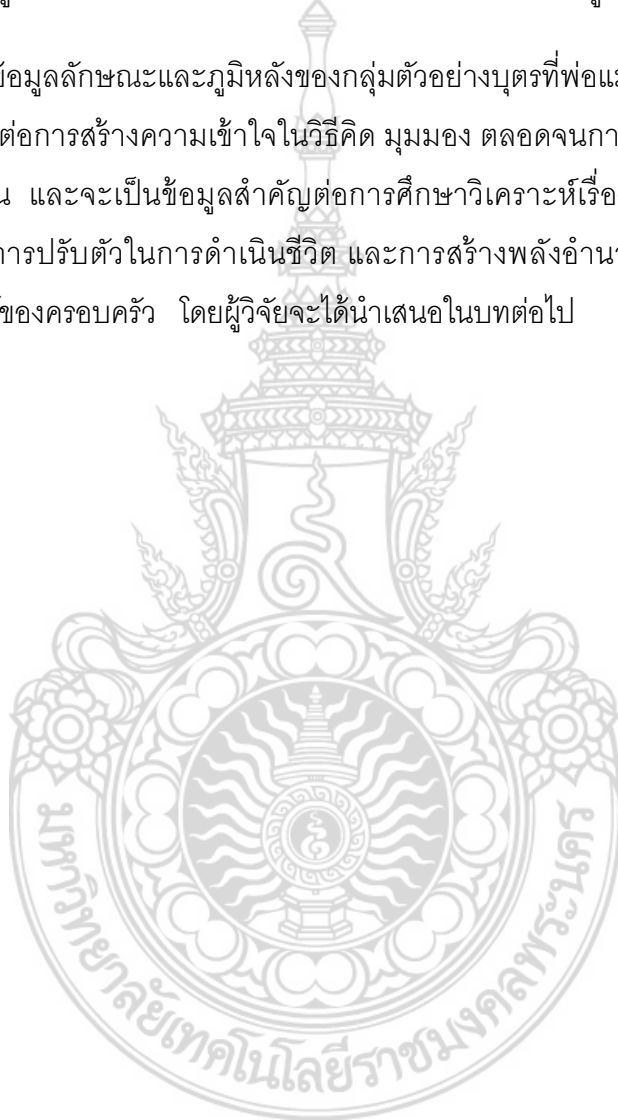 ข้อมูลลักษณะและภูมิหลังของกลุ่มตัวอย่างบุตรที่พ่อแม
ต่อการสร้างความเข้าใจในวิธีคิด มุมมอง ตลอดจนกา
น และจะเป็นข้อมูลสำคัญต่อการศึกษาวิเคราะห์เรื่อ
การปรับตัวในการดำเนินชีวิต และการสร้างพลังอำนา
ของครอบครัว โดยผู้วิจัยจะได้นำเสนอในบทต่อไป
มหาวิทยาลัยเทคโนโลยีราชมงคลพระนคร